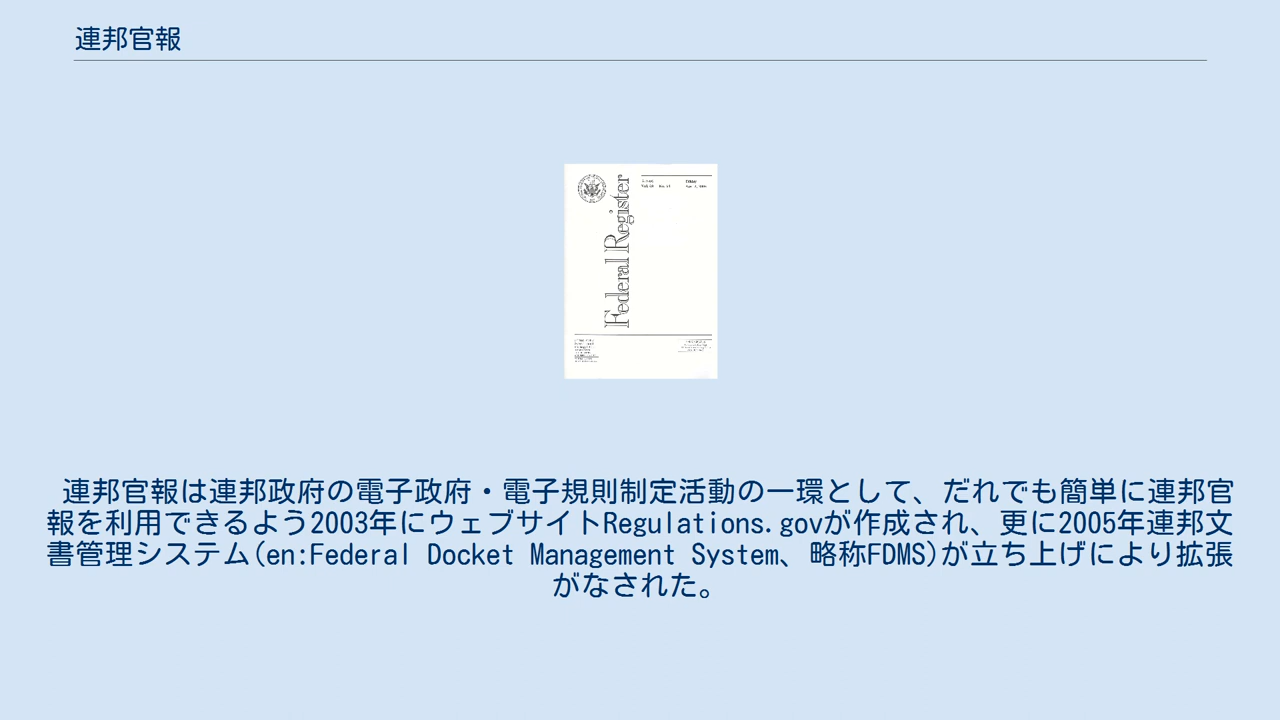 連邦官報
Federal Register
連邦官報は連邦政府の電子政府・電子規則制定活動の一環として、だれでも簡単に連邦官
報を利用できるよう2003年にウェブサイトRegulations.govが作成され、更に2005年連邦文
書管理システム(en:Federal Docket Management System、略称FDMS)が立ち上げにより拡張
がなされた。